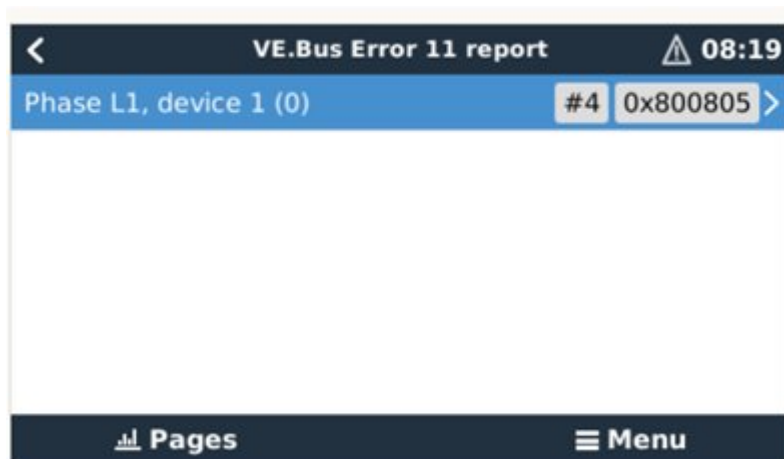 VE.Bus Error 11 report 08:19
Phase L1, device 1 (0) #4 0x800805
Pages Menu